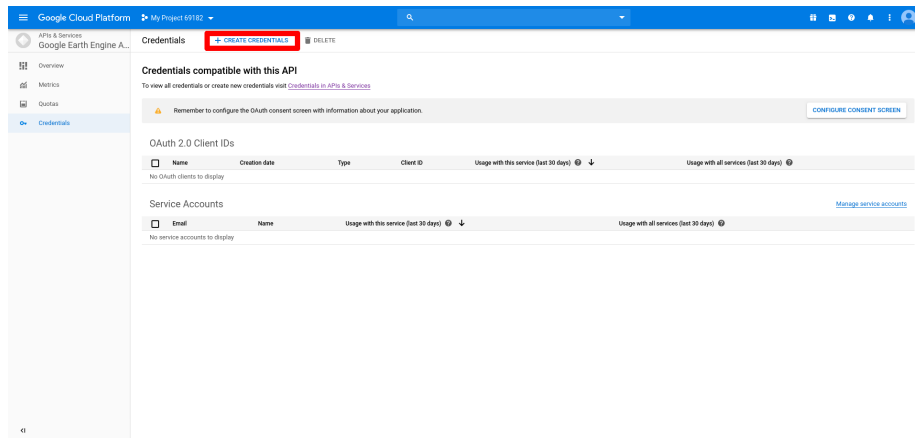 Google Cloud Platform
My Project 69182
APIs & Services
Google Earth Engine A...
Credentials
+ CREATE CREDENTIALS
DELETE
Overview
Metrics
Quotas
Credentials
Credentials compatible with this API
To view all credentials or create new credentials visit Credentials in APIs & Services
Remember to configure the OAuth consent screen with information about your application.
CONFIGURE CONSENT SCREEN
OAuth 2.0 Client IDs
Name Creation date Type Client ID Usage with this service (last 30 days) Usage with all services (last 30 days)
No OAuth clients to display
Service Accounts
Manage service accounts
Email Name Usage with this service (last 30 days) Usage with all services (last 30 days)
No service accounts to display